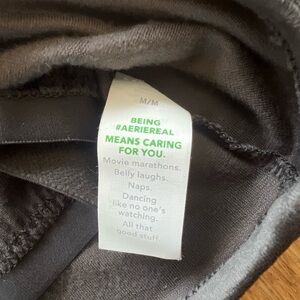 M/M
BEING
#AERIEREAL
MEANS CARING
FOR YOU.
Movie marathons.
Belly laughs.
Naps.
Dancing
like no one's
watching.
All that
good stuff.